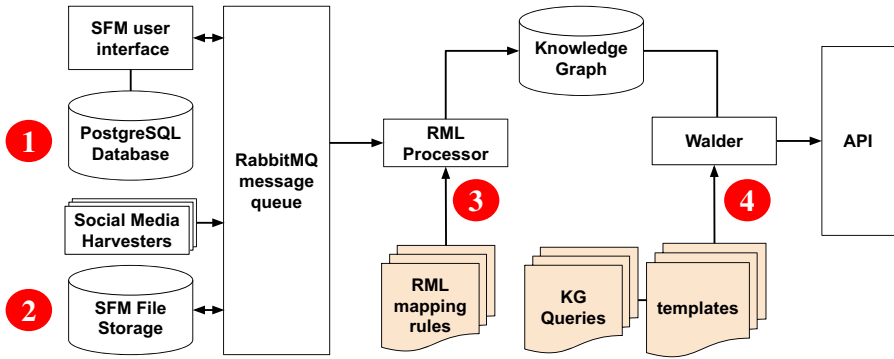 SFM user
interface
1
PostgreSQL
Database
Social Media
Harvesters
2
SFM File
Storage
RabbitMQ
message
queue
RML
Processor
3
RML
mapping
rules
Knowledge
Graph
KG
Queries
templates
4
Walder
API